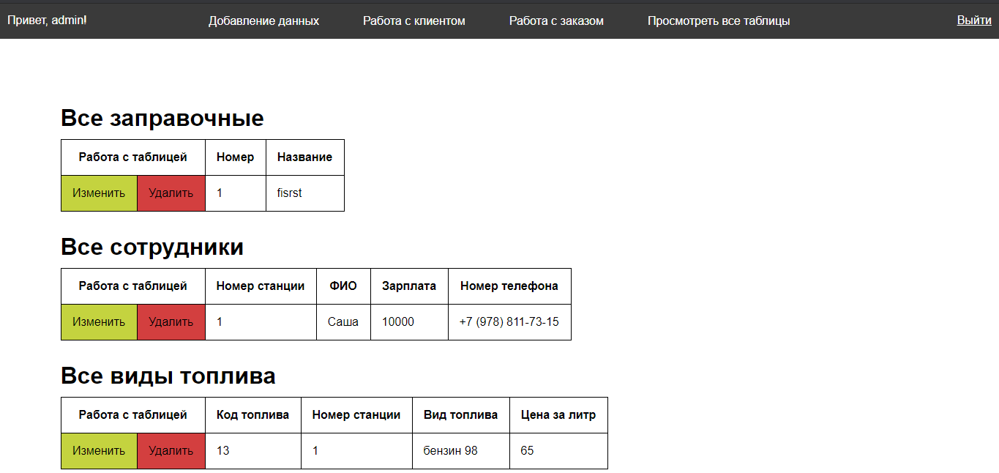 Привет, admin! Добавление данных Работа с клиентом Работа с заказом Просмотреть все таблицы Выйти
Все заправочные
Работа с таблицей Номер Название
Изменить Удалить 1 fisrst
Все сотрудники
Работа с таблицей Номер станции ФИО Зарплата Номер телефона
Изменить Удалить 1 Саша 10000 +7 (978) 811-73-15
Все виды топлива
Работа с таблицей Код топлива Номер станции Вид топлива Цена за литр
Изменить Удалить 13 1 бензин 98 65